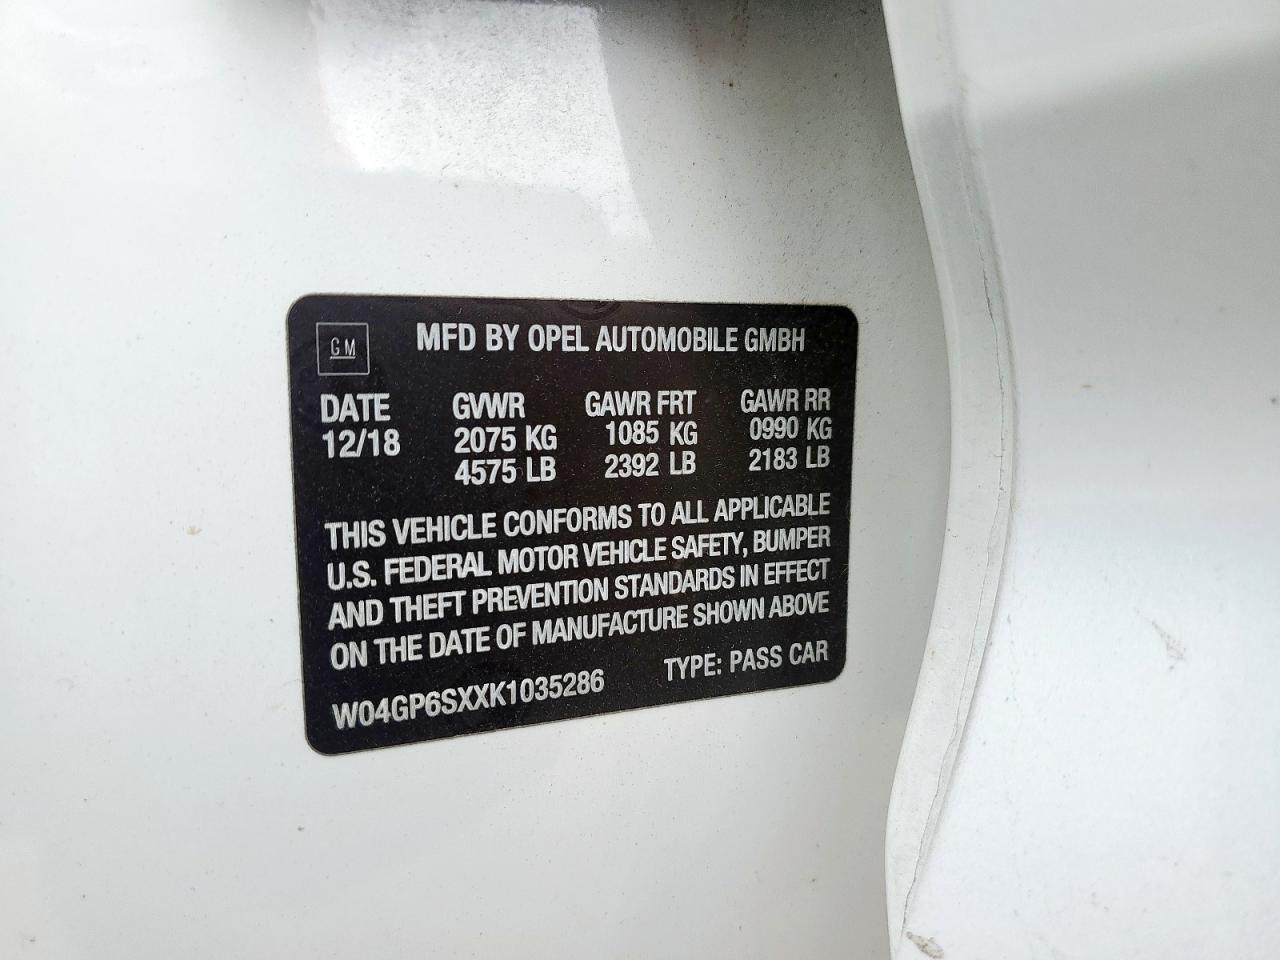 GM
MFD BY OPEL AUTOMOBILE GMBH
DATE GVWR GAWR FRT GAWR RR
12/18 2075 KG 1085 KG 0990 KG
4575 LB 2392 LB 2183 LB
THIS VEHICLE CONFORMS TO ALL APPLICABLE
U.S. FEDERAL MOTOR VEHICLE SAFETY, BUMPER
AND THEFT PREVENTION STANDARDS IN EFFECT
ON THE DATE OF MANUFACTURE SHOWN ABOVE
W04GP6SXXK1035286 TYPE: PASS CAR